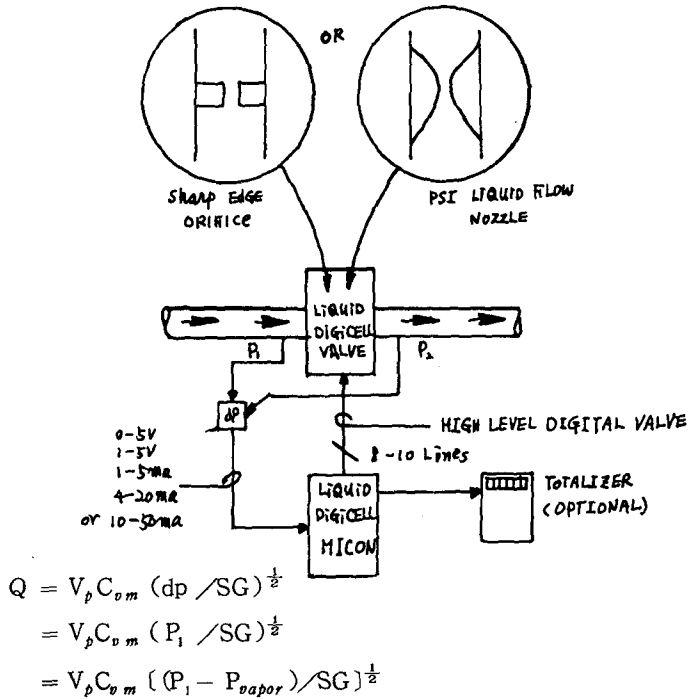 OR
Sharp EDGE
ORIFICE
PSI LIQUID FLOW
NOZZLE
LIQUID
DIGICELL
VALVE
P₁
P₂
dP
0-5V
1-5V
1-5ma
4-20ma
or 10-50ma
HIGH LEVEL DIGITAL VALVE
8-10 Lines
LIQUID
DIGICELL
MICON
TOTALIZER
(OPTIONAL)
Q = VₚCᵥₘ (dp /SG)^½
= VₚCᵥₘ (P₁ /SG)^½
= VₚCᵥₘ [(P₁ − P_vapor)/SG]^½